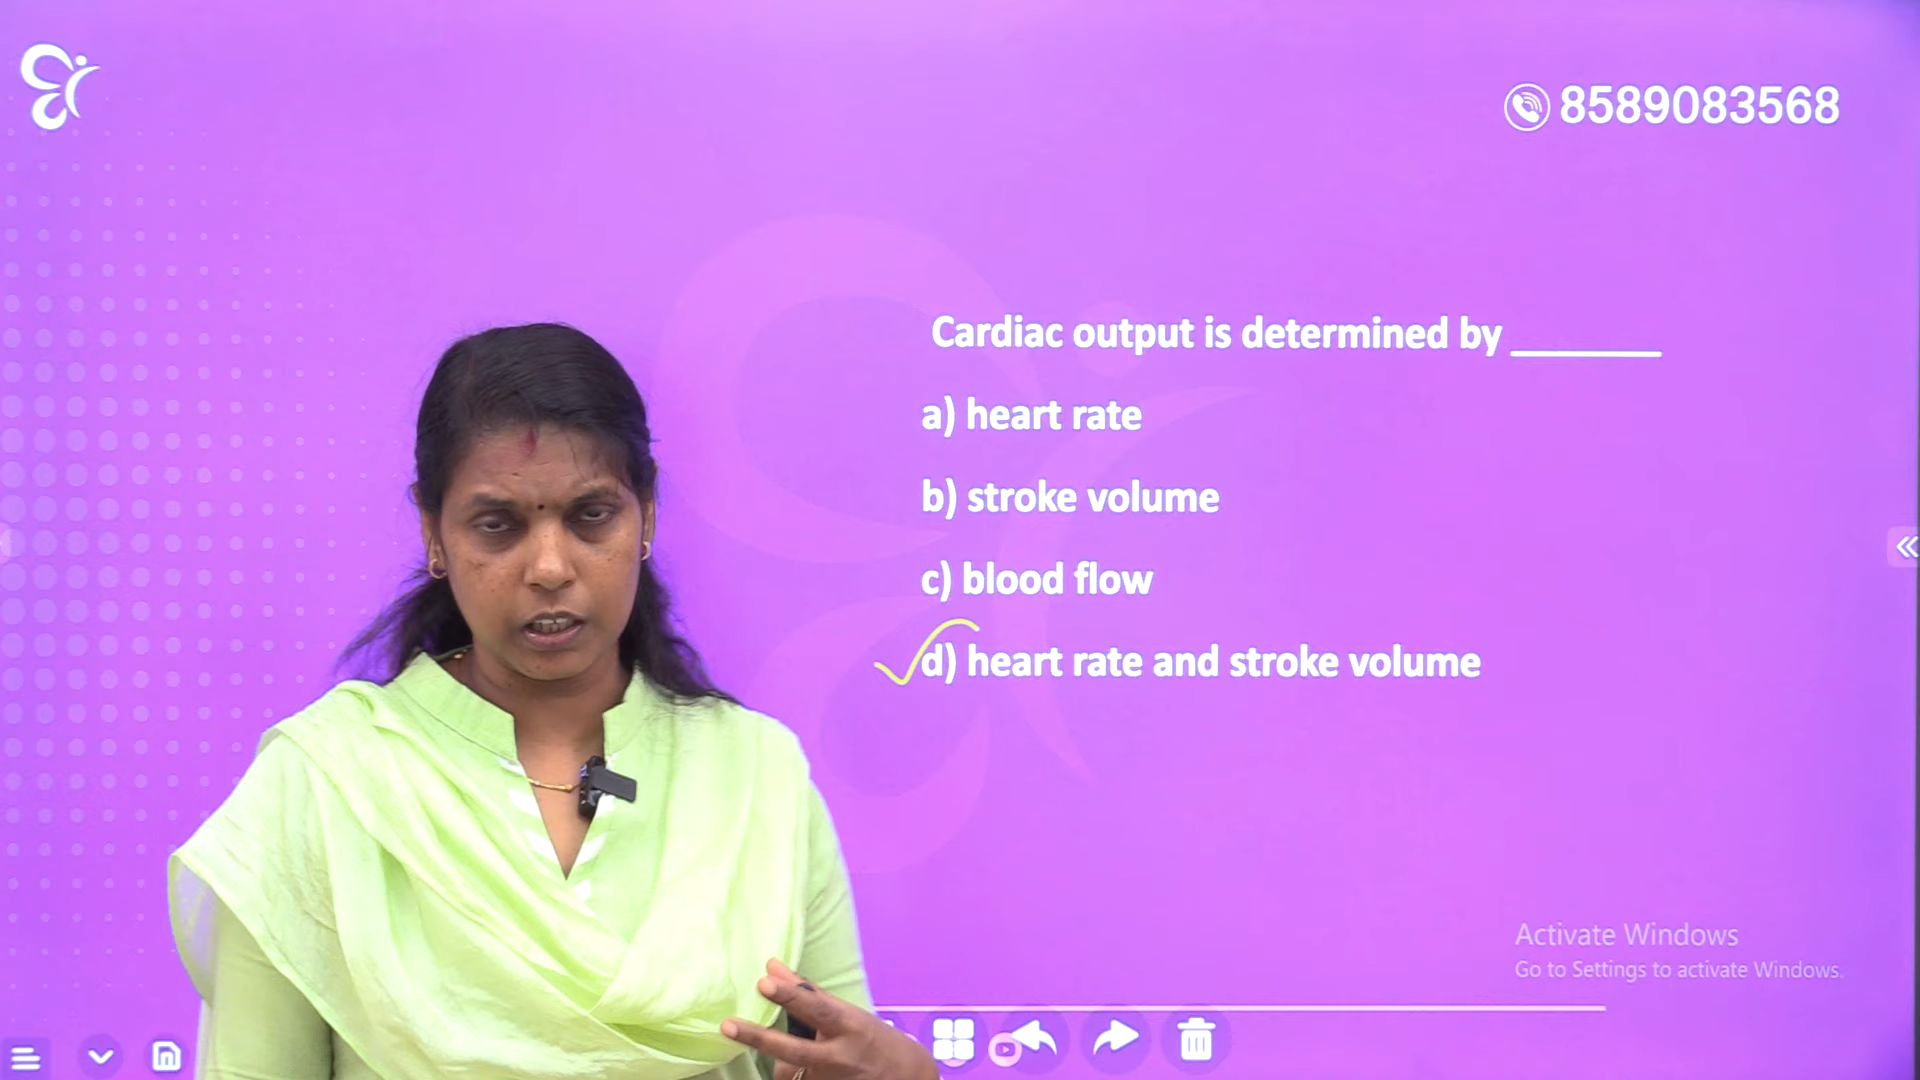 8589083568
Cardiac output is determined by _______
a) heart rate
b) stroke volume
c) blood flow
d) heart rate and stroke volume
Activate Windows
Go to Settings to activate Windows.